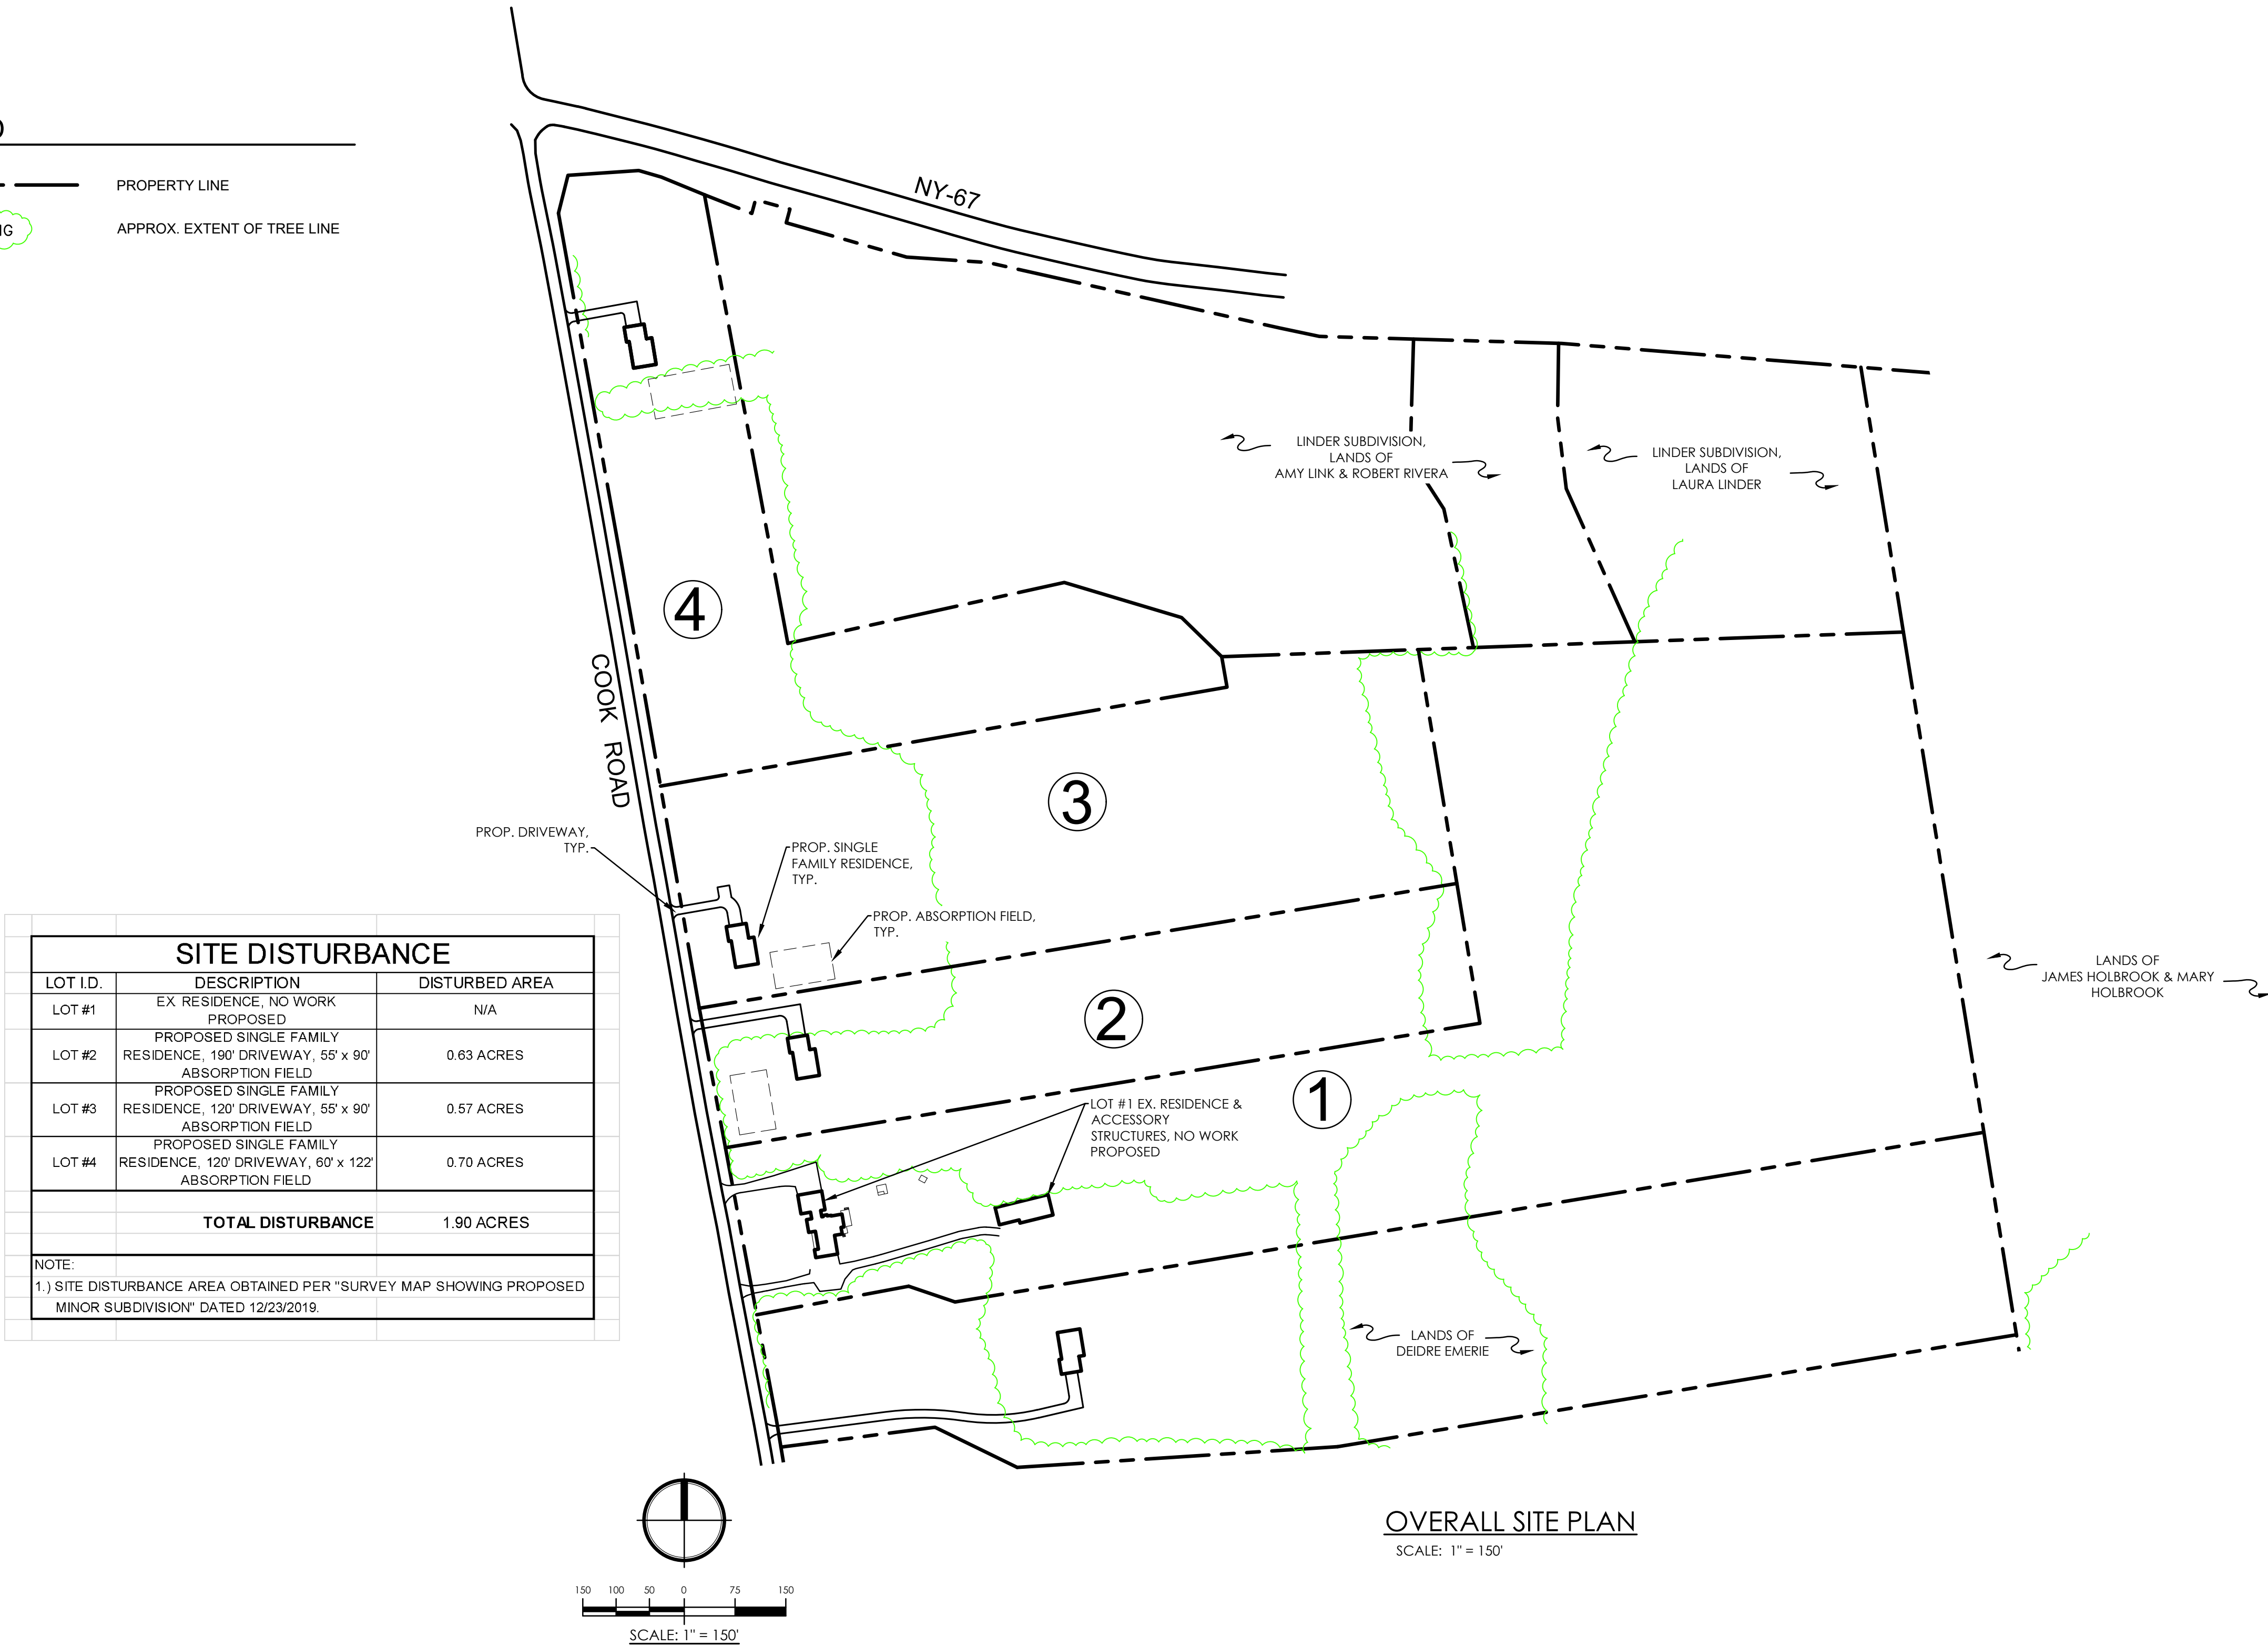 PROPERTY LINE
APPROX. EXTENT OF TREE LINE
NY-67
LINDER SUBDIVISION,
LANDS OF
AMY LINK & ROBERT RIVERA
LINDER SUBDIVISION,
LANDS OF
LAURA LINDER
4
COOK ROAD
3
PROP. DRIVEWAY,
TYP.
PROP. SINGLE
FAMILY RESIDENCE,
TYP.
PROP. ABSORPTION FIELD,
TYP.
LANDS OF
JAMES HOLBROOK & MARY
HOLBROOK
2
1
LOT #1 EX. RESIDENCE &
ACCESSORY
STRUCTURES, NO WORK
PROPOSED
LANDS OF
DEIDRE EMERIE
SITE DISTURBANCE
LOT I.D. DESCRIPTION DISTURBED AREA
LOT #1 EX. RESIDENCE, NO WORK
PROPOSED N/A
PROPOSED SINGLE FAMILY
LOT #2 RESIDENCE, 190' DRIVEWAY, 55' x 90' 0.63 ACRES
ABSORPTION FIELD
PROPOSED SINGLE FAMILY
LOT #3 RESIDENCE, 120' DRIVEWAY, 55' x 90' 0.57 ACRES
ABSORPTION FIELD
PROPOSED SINGLE FAMILY
LOT #4 RESIDENCE, 120' DRIVEWAY, 60' x 122' 0.70 ACRES
ABSORPTION FIELD
TOTAL DISTURBANCE 1.90 ACRES
NOTE:
1.) SITE DISTURBANCE AREA OBTAINED PER "SURVEY MAP SHOWING PROPOSED
MINOR SUBDIVISION" DATED 12/23/2019.
OVERALL SITE PLAN
SCALE: 1" = 150'
150 100 50 0 75 150
SCALE: 1" = 150'